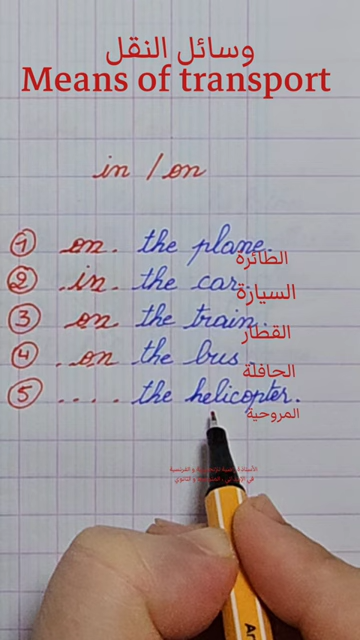 وسائل النقل
Means of transport
in / on
1 on. the plane.
الطائرة
2 .in. the car
السيارة
3 on the train.
القطار
4 .on the bus
الحافلة
5 .... the helicopter.
المروحية